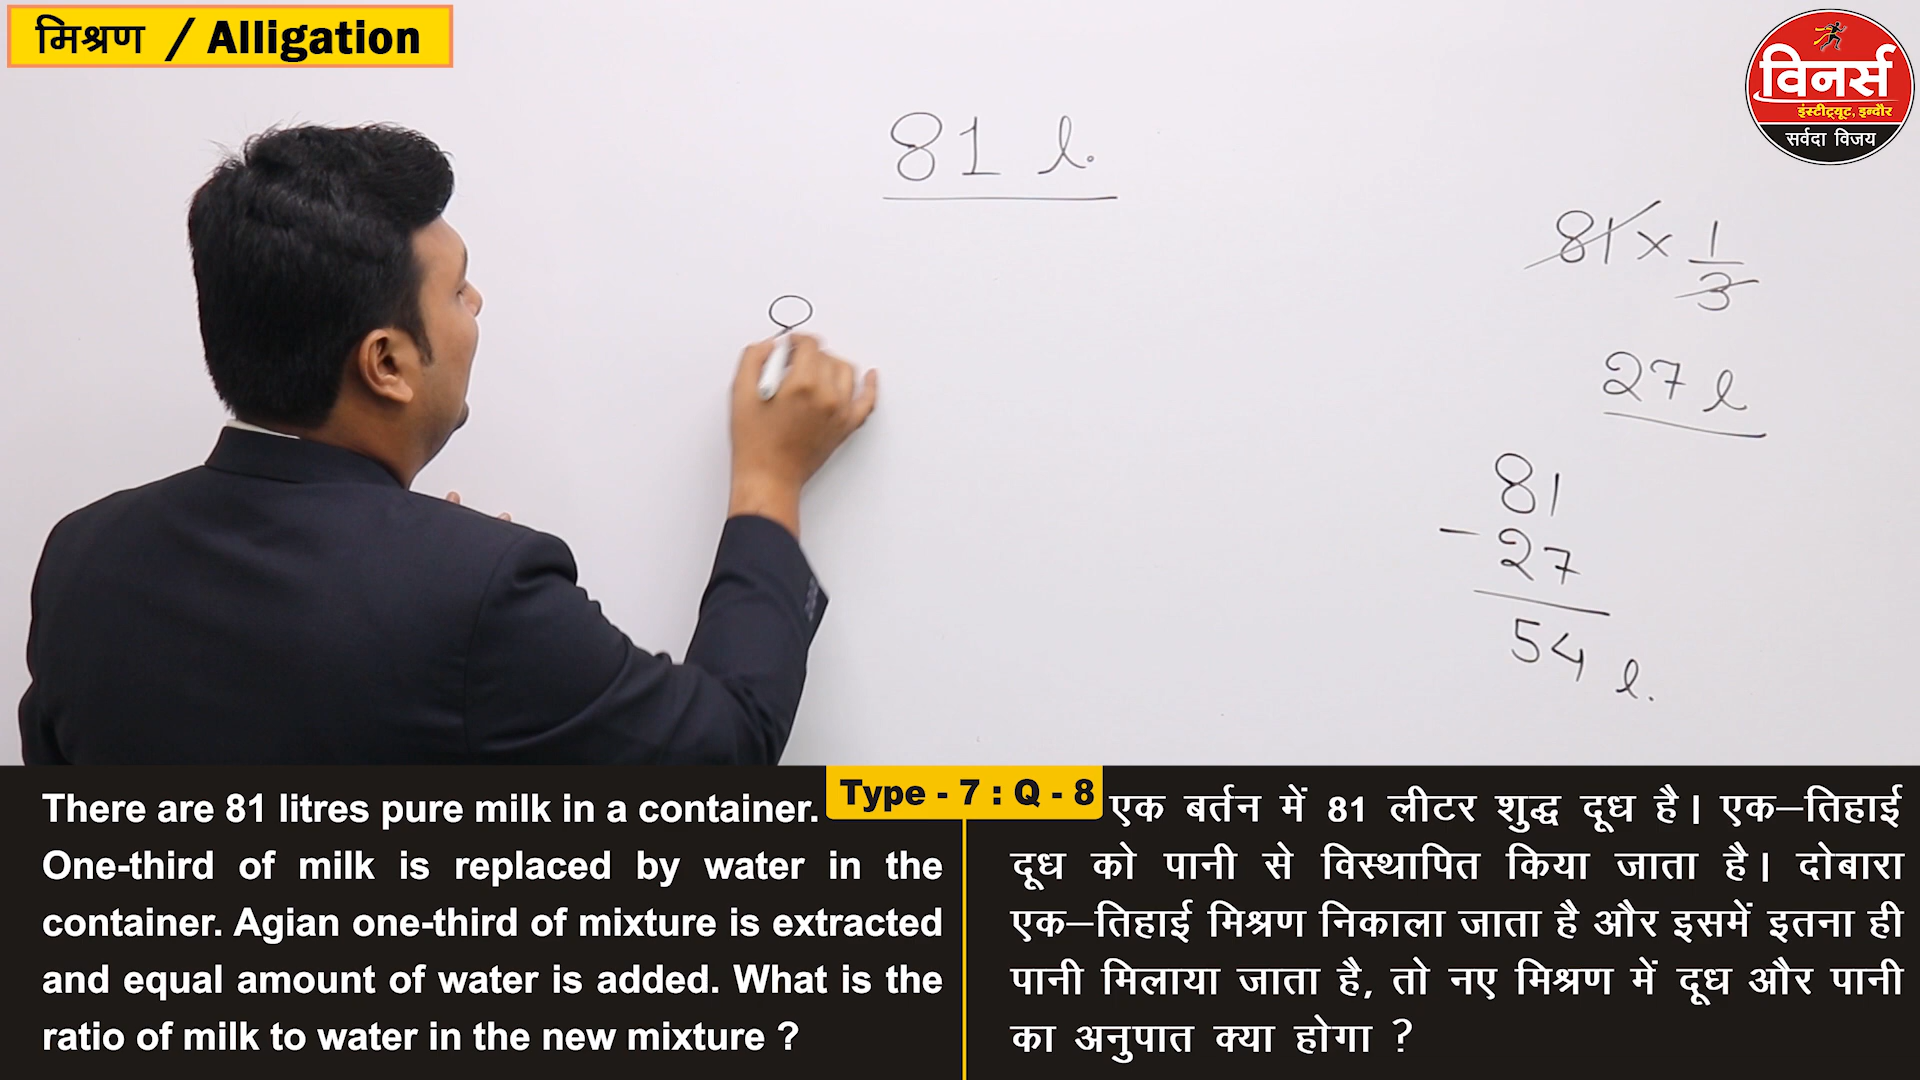 मिश्रण / Alligation
विनर्स
इंस्टीट्यूट, इन्दौर
सर्वदा विजय
81 l.
81 × 1/3
27 l
81
- 27
54 l.
8
Type - 7 : Q - 8
There are 81 litres pure milk in a container.
One-third of milk is replaced by water in the
container. Agian one-third of mixture is extracted
and equal amount of water is added. What is the
ratio of milk to water in the new mixture ?
एक बर्तन में 81 लीटर शुद्ध दूध है। एक–तिहाई
दूध को पानी से विस्थापित किया जाता है। दोबारा
एक–तिहाई मिश्रण निकाला जाता है और इसमें इतना ही
पानी मिलाया जाता है, तो नए मिश्रण में दूध और पानी
का अनुपात क्या होगा ?